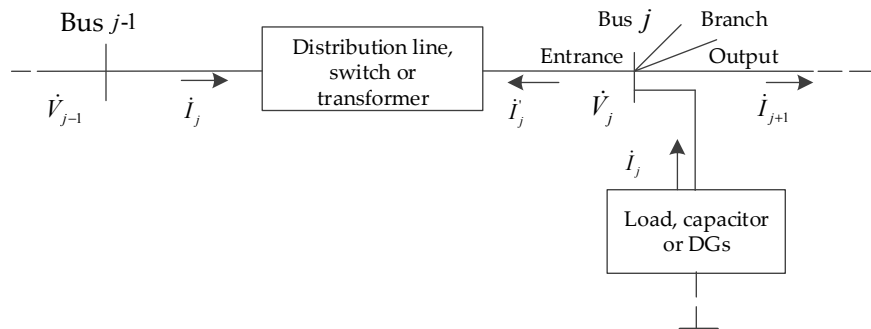 Bus j-1
Distribution line,
switch or
transformer
Bus j
Branch
Entrance
Output
V̇ⱼ₋₁
İⱼ
İ'ⱼ
V̇ⱼ
İⱼ₊₁
İⱼ
Load, capacitor
or DGs